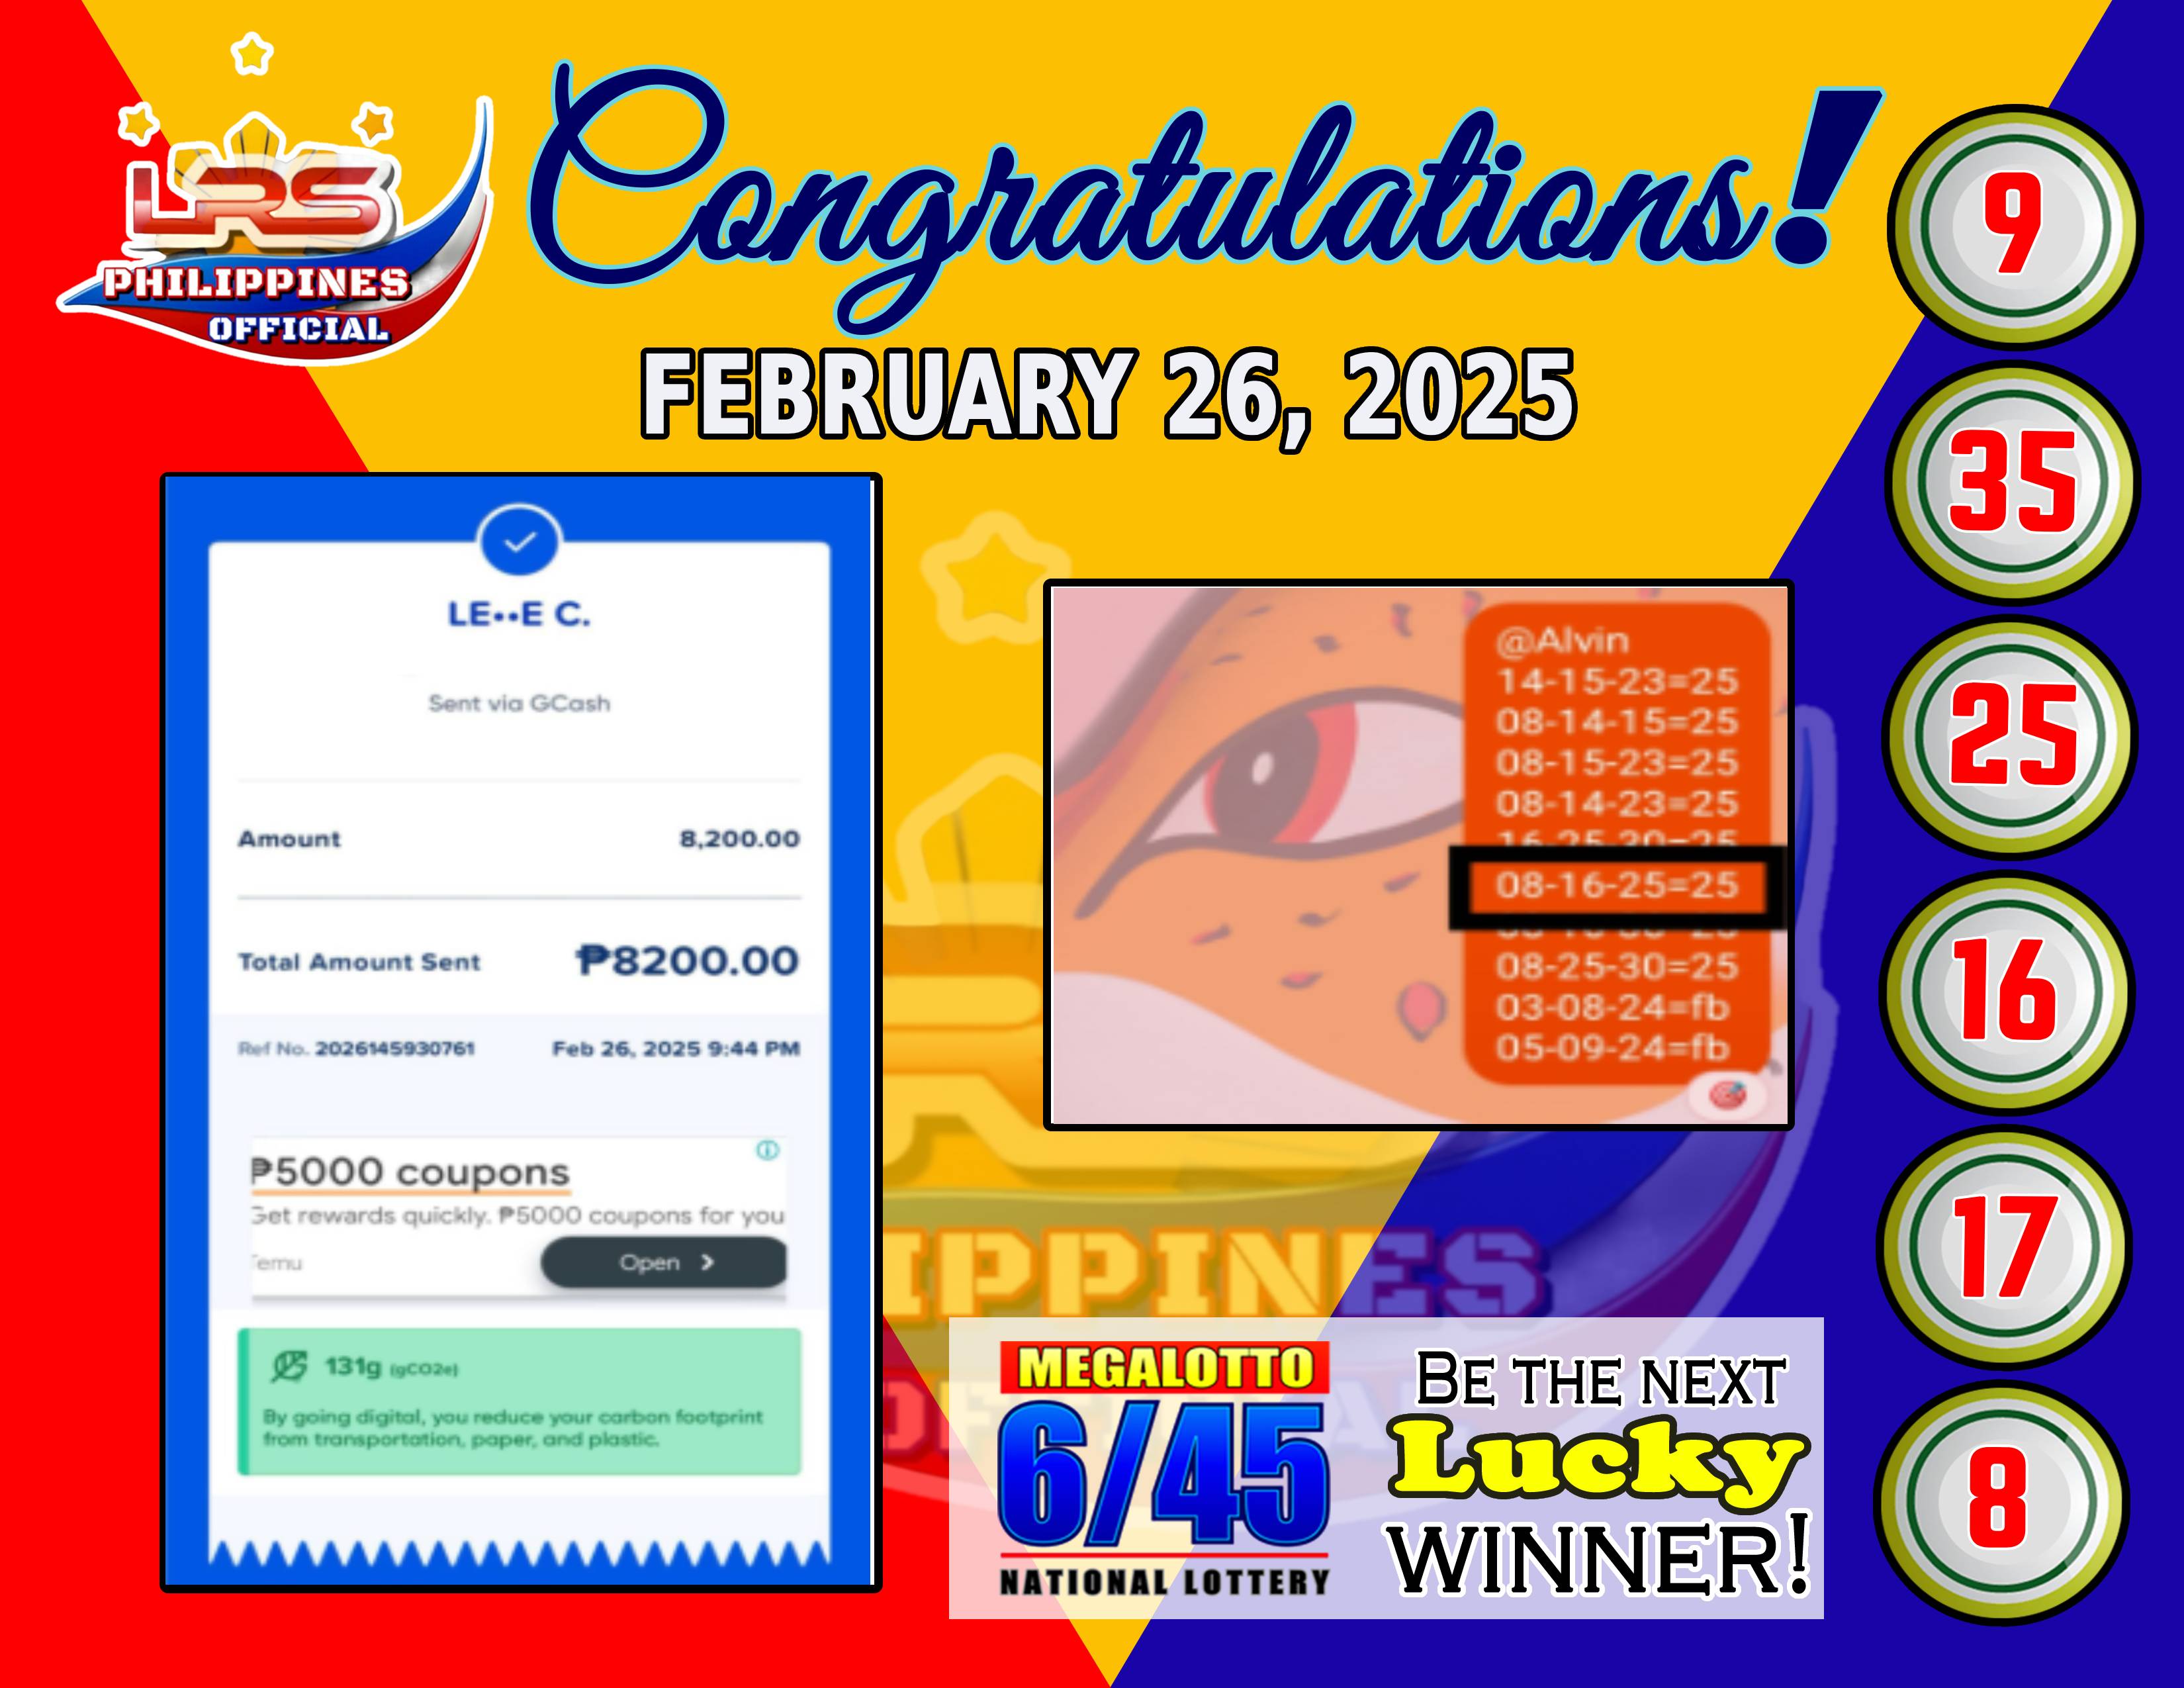 LRS
PHILIPPINES
OFFICIAL
Congratulations!
FEBRUARY 26, 2025
LE••E C.
Sent via GCash
Amount 8,200.00
Total Amount Sent ₱8200.00
Ref No. 2026145930761 Feb 26, 2025 9:44 PM
₱5000 coupons
Get rewards quickly. ₱5000 coupons for you
Temu
Open >
131g (gCO2e)
By going digital, you reduce your carbon footprint
from transportation, paper, and plastic.
@Alvin
14-15-23=25
08-14-15=25
08-15-23=25
08-14-23=25
16-25-30=25
08-16-25=25
08-25-30=25
03-08-24=fb
05-09-24=fb
MEGALOTTO
6/45
NATIONAL LOTTERY
BE THE NEXT
Lucky
WINNER!
9
35
25
16
17
8